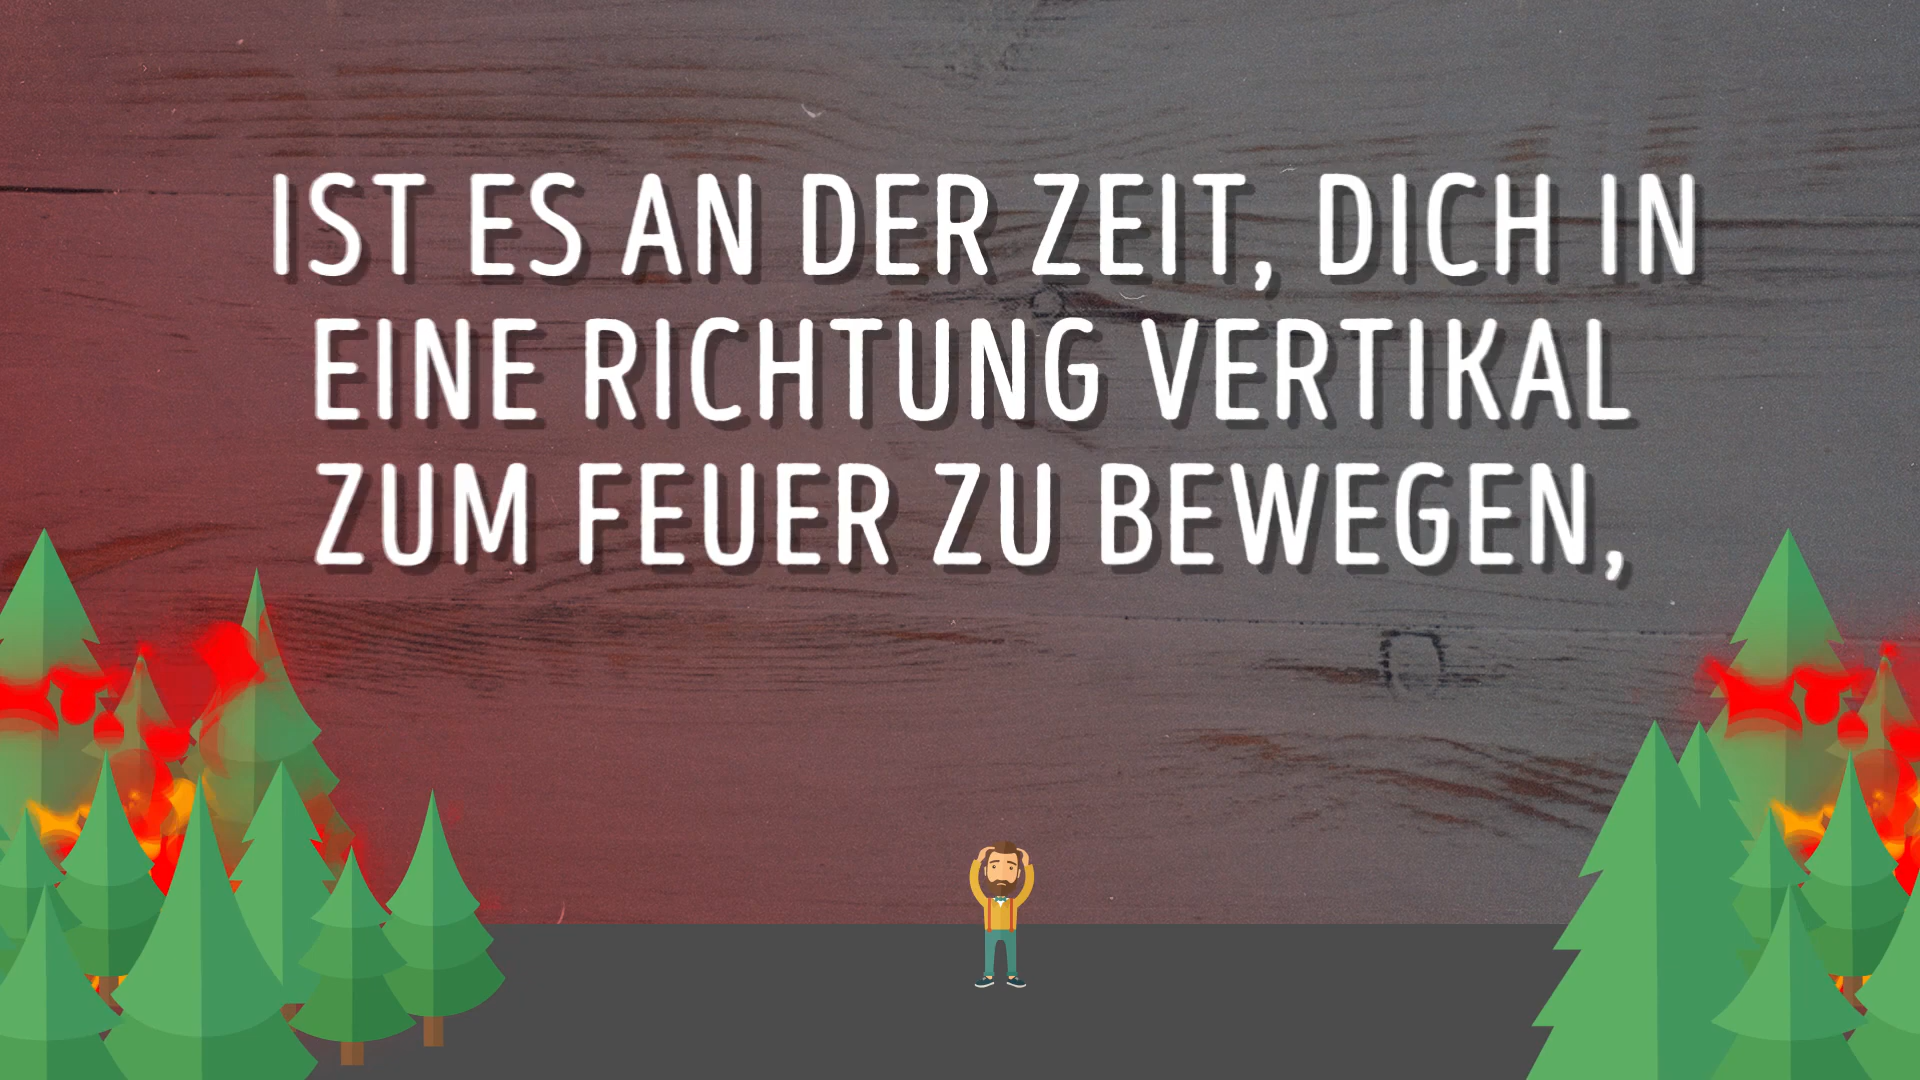 IST ES AN DER ZEIT, DICH IN
EINE RICHTUNG VERTIKAL
ZUM FEUER ZU BEWEGEN,